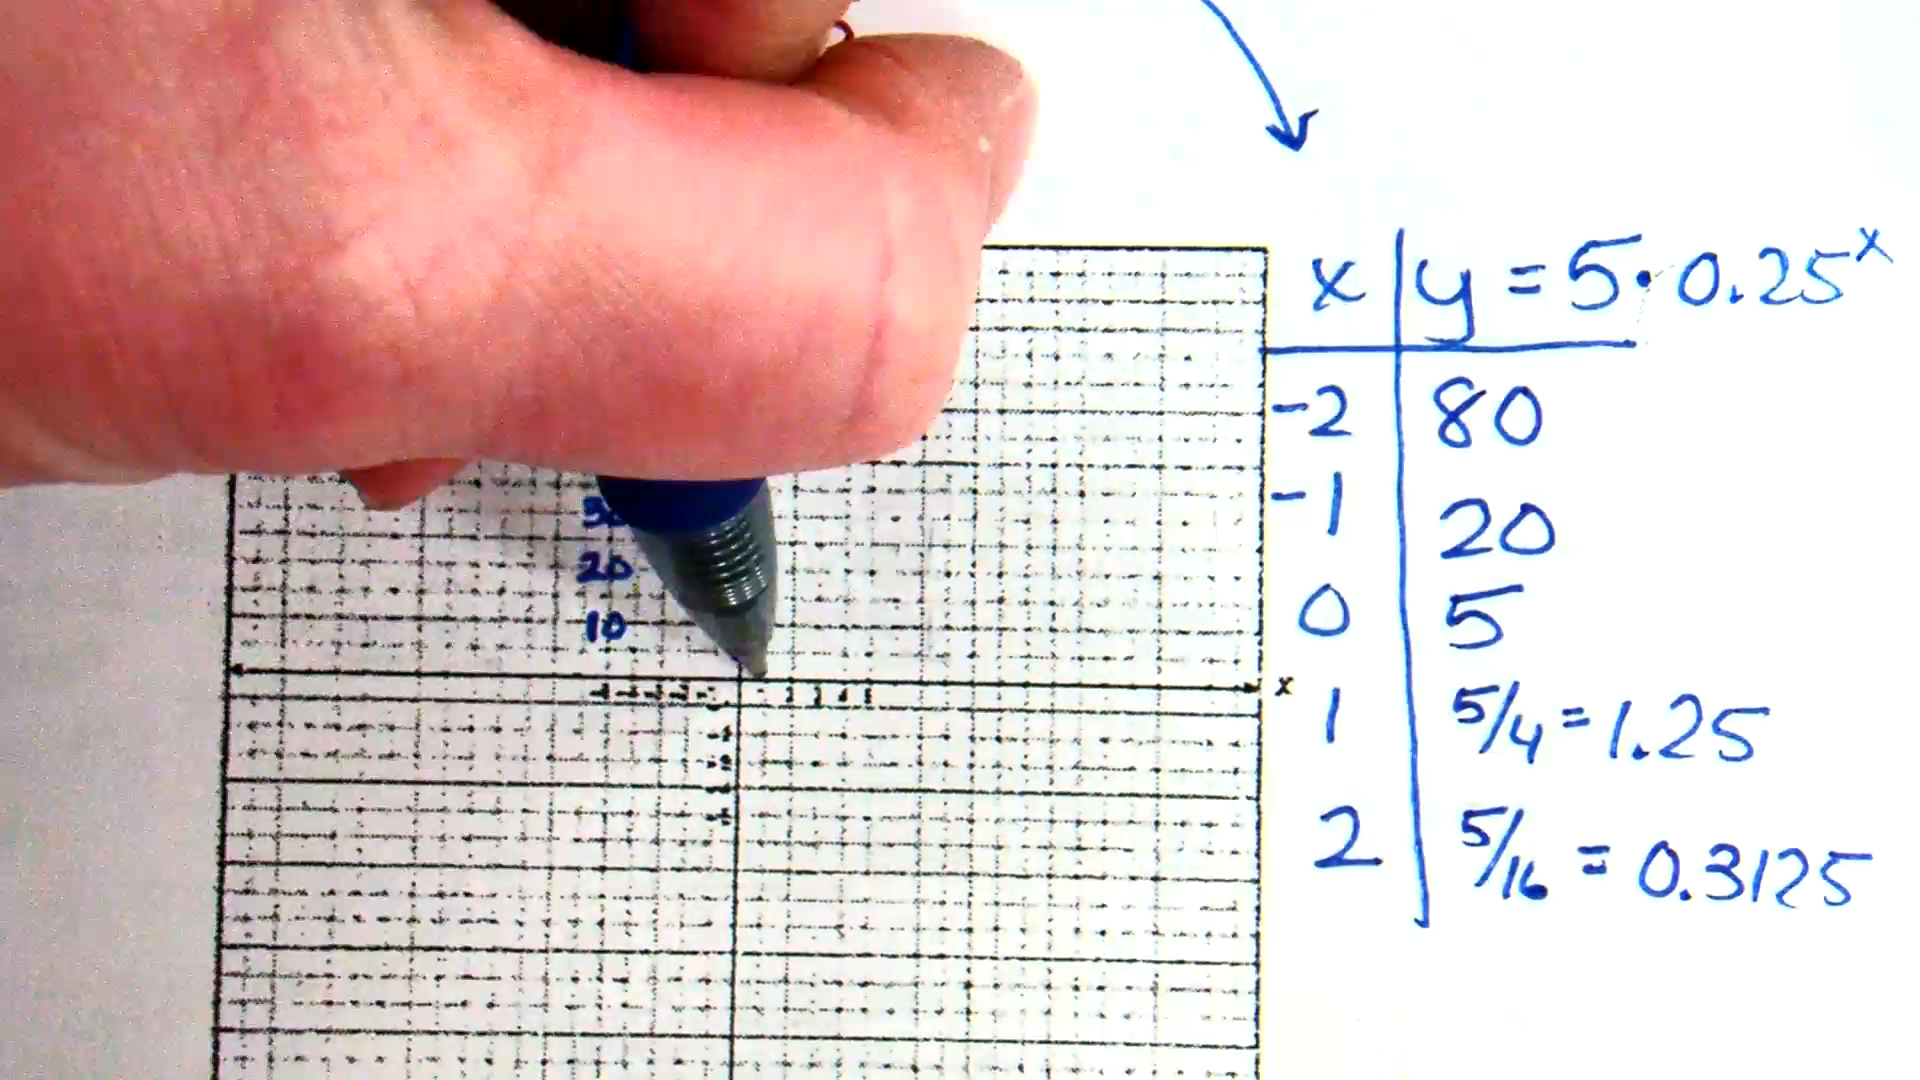 x | y = 5·0.25^x
-2 | 80
-1 | 20
0 | 5
1 | 5/4 = 1.25
2 | 5/16 = 0.3125
20
10
x